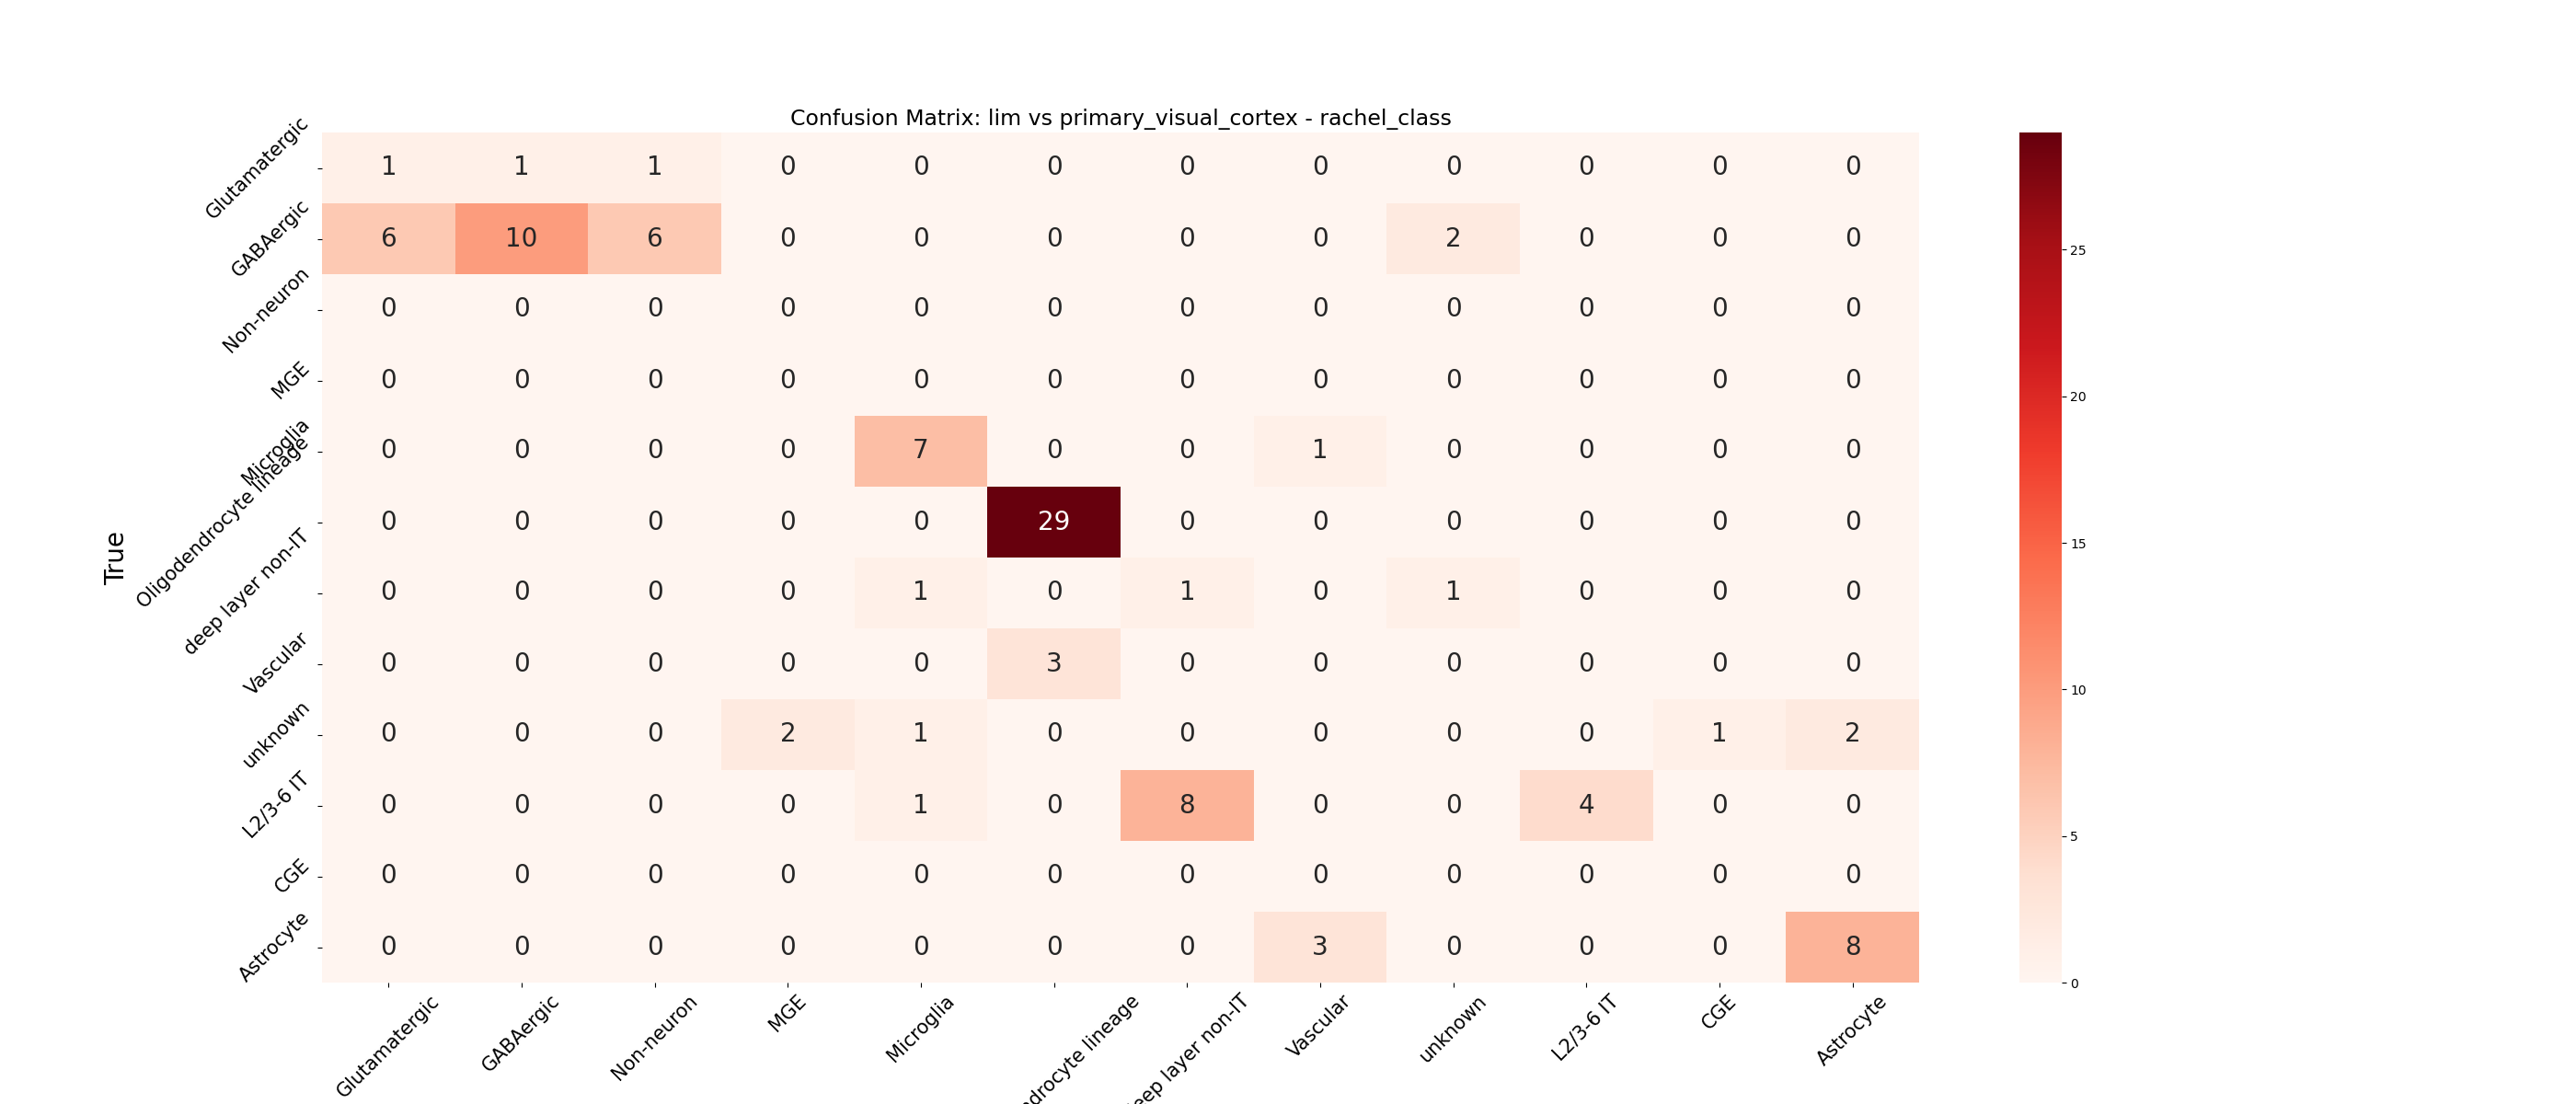 Confusion Matrix: lim vs primary_visual_cortex - rachel_class
Glutamatergic 1 1 1 0 0 0 0 0 0 0 0 0
GABAergic 6 10 6 0 0 0 0 0 2 0 0 0
Non-neuron 0 0 0 0 0 0 0 0 0 0 0 0
MGE 0 0 0 0 0 0 0 0 0 0 0 0
Microglia 0 0 0 0 7 0 0 1 0 0 0 0
Oligodendrocyte lineage 0 0 0 0 0 29 0 0 0 0 0 0
deep layer non-IT 0 0 0 0 1 0 1 0 1 0 0 0
Vascular 0 0 0 0 0 3 0 0 0 0 0 0
unknown 0 0 0 2 1 0 0 0 0 0 1 2
L2/3-6 IT 0 0 0 0 1 0 8 0 0 4 0 0
CGE 0 0 0 0 0 0 0 0 0 0 0 0
Astrocyte 0 0 0 0 0 0 0 3 0 0 0 8
True
Glutamatergic GABAergic Non-neuron MGE Microglia ndrocyte lineage eep layer non-IT Vascular unknown L2/3-6 IT CGE Astrocyte
25
20
15
10
5
0